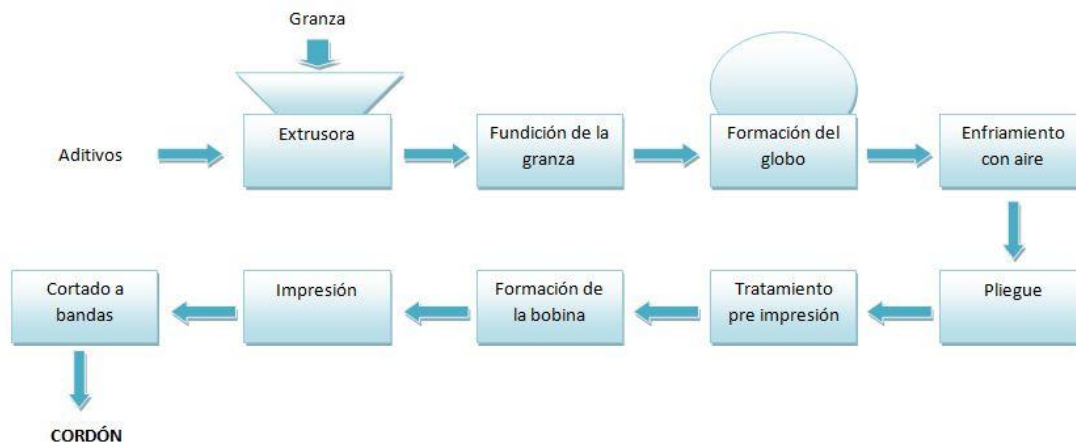 Granza
Aditivos
Extrusora
Fundición de la
granza
Formación del
globo
Enfriamiento
con aire
Pliegue
Tratamiento
pre impresión
Formación de
la bobina
Impresión
Cortado a
bandas
CORDÓN